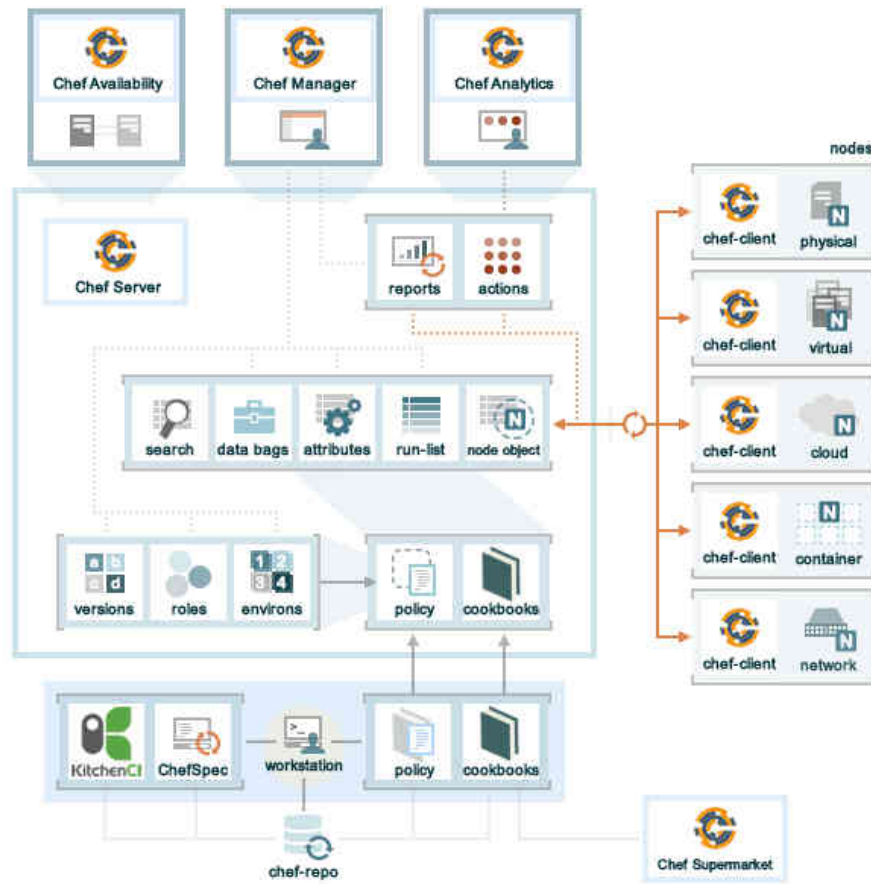 Chef Availability
Chef Manager
Chef Analytics
nodes
chef-client
physical
N
Chef Server
reports
actions
chef-client
virtual
N
search
data bags
attributes
run-list
node object
N
chef-client
cloud
N
chef-client
container
N
a b
c d
versions
roles
1 2
3 4
environs
policy
cookbooks
chef-client
network
N
KitchenCI
ChefSpec
>_
workstation
policy
cookbooks
chef-repo
Chef Supermarket